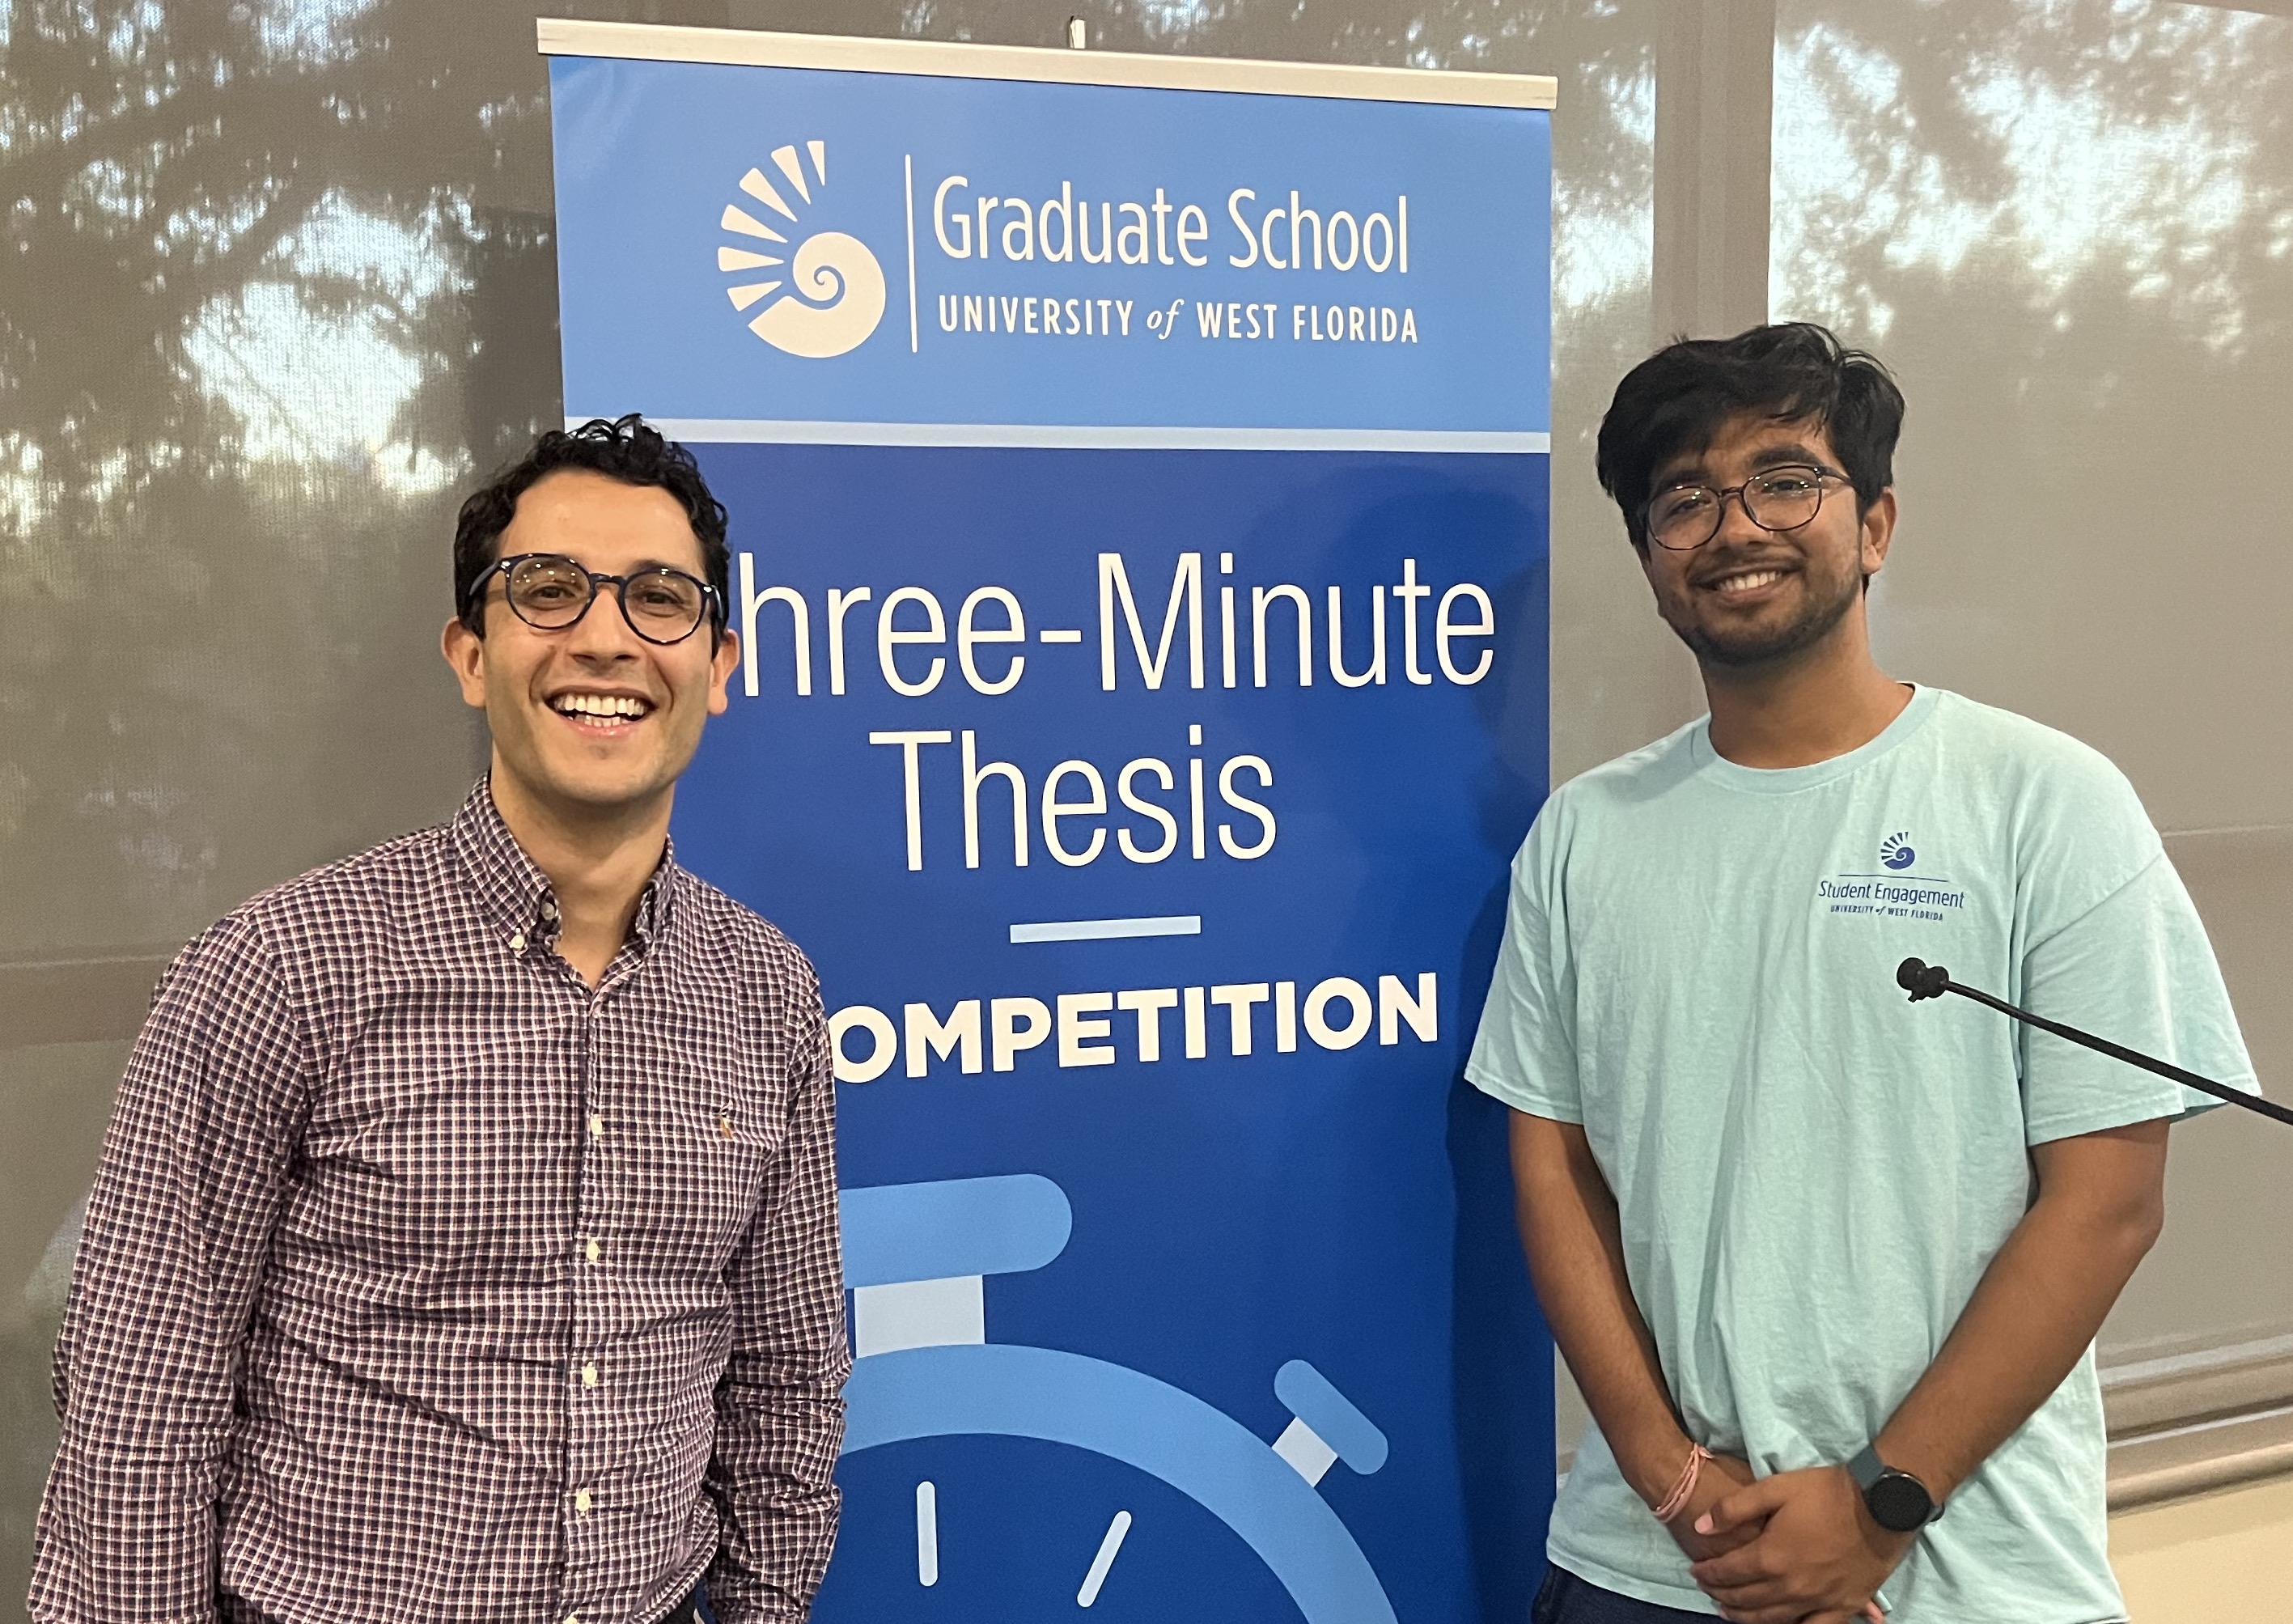 Graduate School
UNIVERSITY of WEST FLORIDA
hree-Minute
Thesis
OMPETITION
Student Engagement
UNIVERSITY of WEST FLORIDA